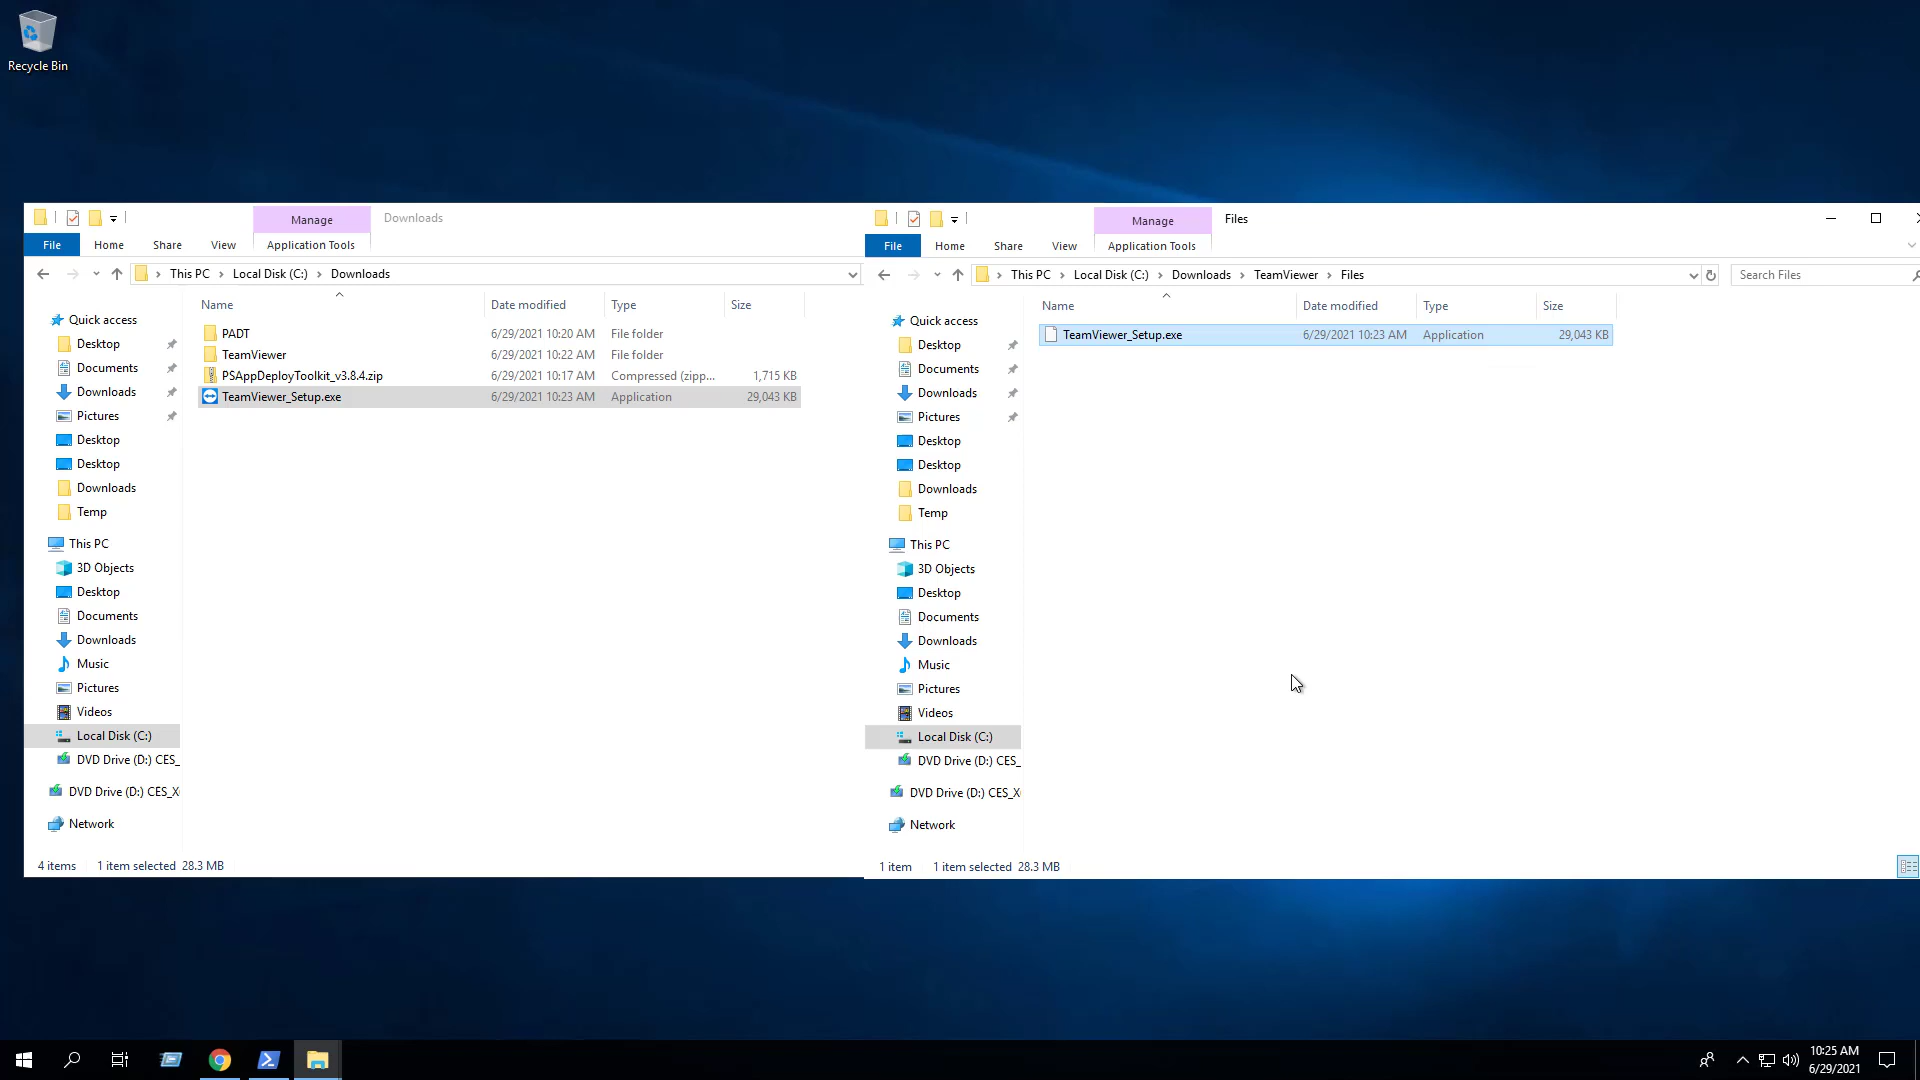 Recycle Bin
Manage
Downloads
File
Home
Share
View
Application Tools
This PC
Local Disk (C:)
Downloads
Name
Date modified
Type
Size
Quick access
Desktop
Documents
Downloads
Pictures
Desktop
Desktop
Downloads
Temp
This PC
3D Objects
Desktop
Documents
Downloads
Music
Pictures
Videos
Local Disk (C:)
DVD Drive (D:) CES_
DVD Drive (D:) CES_X
Network
PADT 6/29/2021 10:20 AM File folder
TeamViewer 6/29/2021 10:22 AM File folder
PSAppDeployToolkit_v3.8.4.zip 6/29/2021 10:17 AM Compressed (zipp... 1,715 KB
TeamViewer_Setup.exe 6/29/2021 10:23 AM Application 29,043 KB
4 items 1 item selected 28.3 MB
Manage
Files
File
Home
Share
View
Application Tools
This PC
Local Disk (C:)
Downloads
TeamViewer
Files
Search Files
Name
Date modified
Type
Size
Quick access
Desktop
Documents
Downloads
Pictures
Desktop
Desktop
Downloads
Temp
This PC
3D Objects
Desktop
Documents
Downloads
Music
Pictures
Videos
Local Disk (C:)
DVD Drive (D:) CES_
DVD Drive (D:) CES_X
Network
TeamViewer_Setup.exe 6/29/2021 10:23 AM Application 29,043 KB
1 item 1 item selected 28.3 MB
10:25 AM
6/29/2021